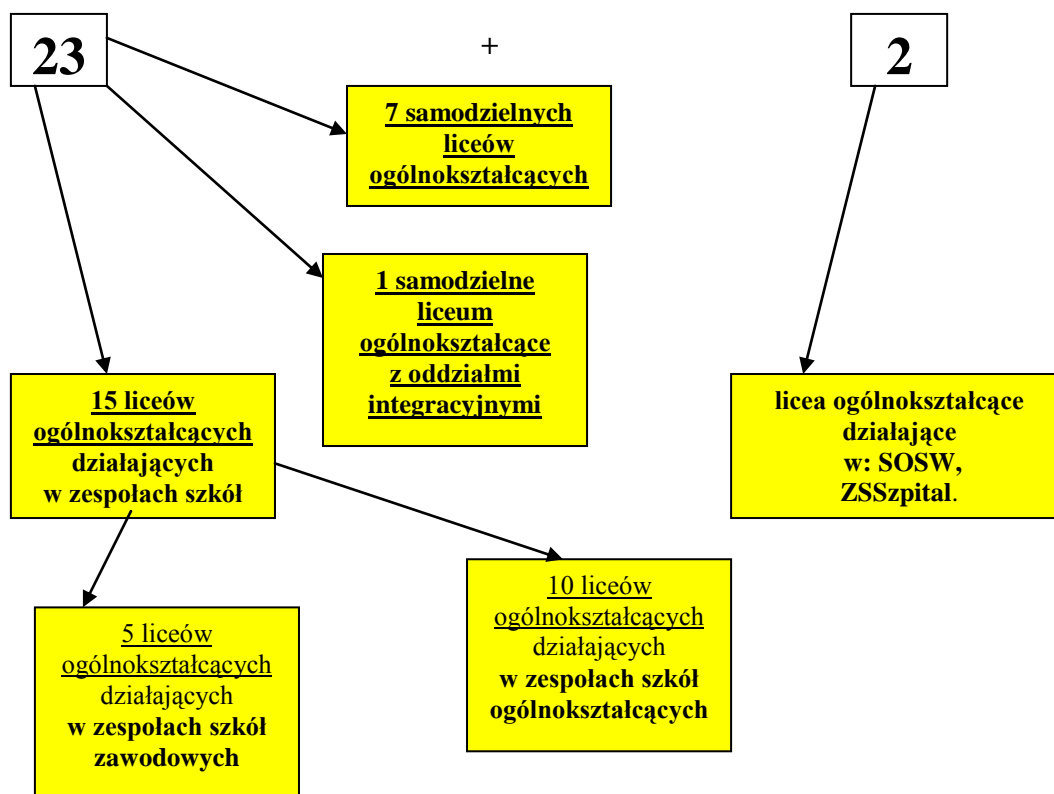 23
+
2
7 samodzielnych
liceów
ogólnokształcących
1 samodzielne
liceum
ogólnokształcące
z oddziałmi
integracyjnymi
15 liceów
ogólnokształcących
działających
w zespołach szkół
licea ogólnokształcące
działające
w: SOSW,
ZSSzpital.
10 liceów
ogólnokształcących
działających
w zespołach szkół
ogólnokształcących
5 liceów
ogólnokształcących
działających
w zespołach szkół
zawodowych